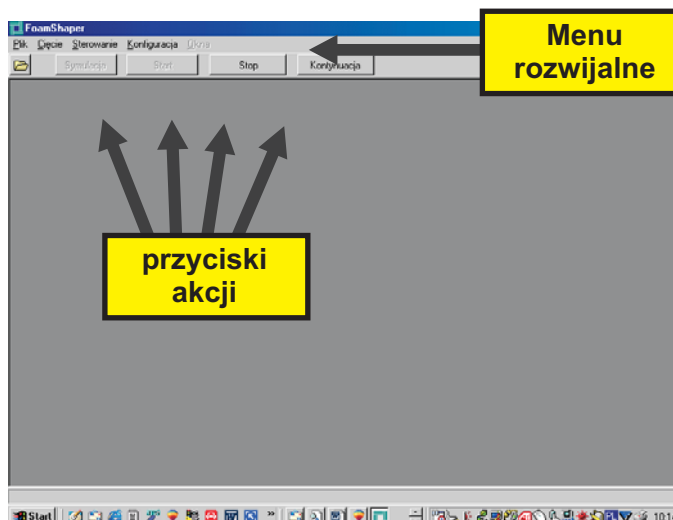 FoamShaper
Plik Cięcie Sterowanie Konfiguracja Okno
Symulacja Start Stop Kontynuacja
Menu
rozwijalne
przyciski
akcji
Start